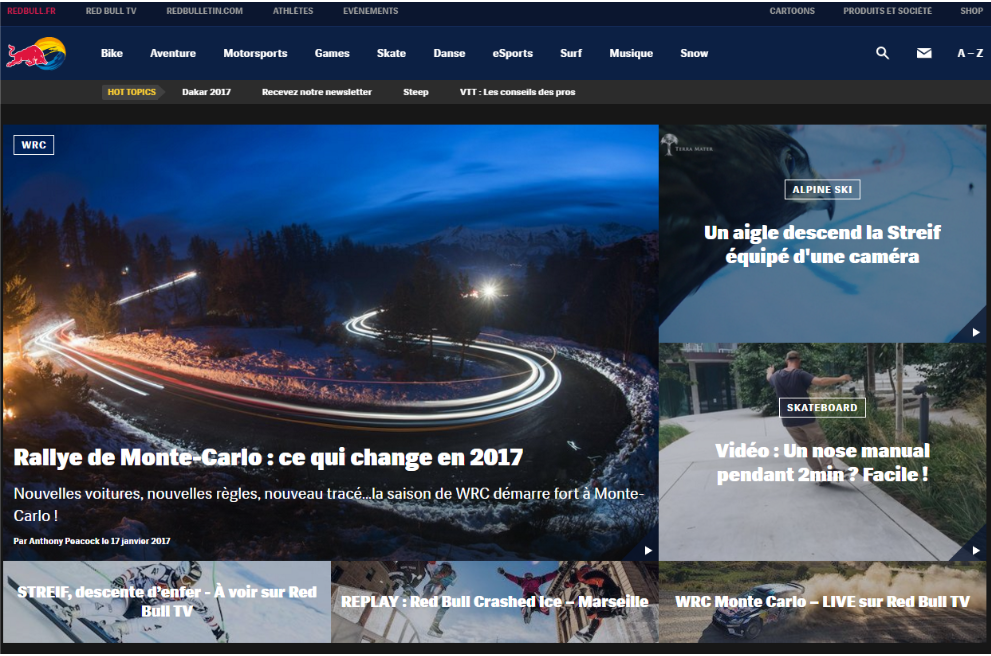 REDBULL.FR RED BULL TV REDBULLETIN.COM ATHLÈTES EVÉNEMENTS CARTOONS PRODUITS ET SOCIÉTÉ SHOP
Bike Aventure Motorsports Games Skate Danse eSports Surf Musique Snow A – Z
HOT TOPICS Dakar 2017 Recevez notre newsletter Steep VTT : Les conseils des pros
WRC
Rallye de Monte-Carlo : ce qui change en 2017
Nouvelles voitures, nouvelles règles, nouveau tracé...la saison de WRC démarre fort à Monte-
Carlo !
Par Anthony Peacock le 17 janvier 2017
TERRA MATER
ALPINE SKI
Un aigle descend la Streif
équipé d'une caméra
SKATEBOARD
Vidéo : Un nose manual
pendant 2min ? Facile !
STREIF, descente d'enfer - À voir sur Red
Bull TV
REPLAY : Red Bull Crashed Ice – Marseille
WRC Monte Carlo – LIVE sur Red Bull TV